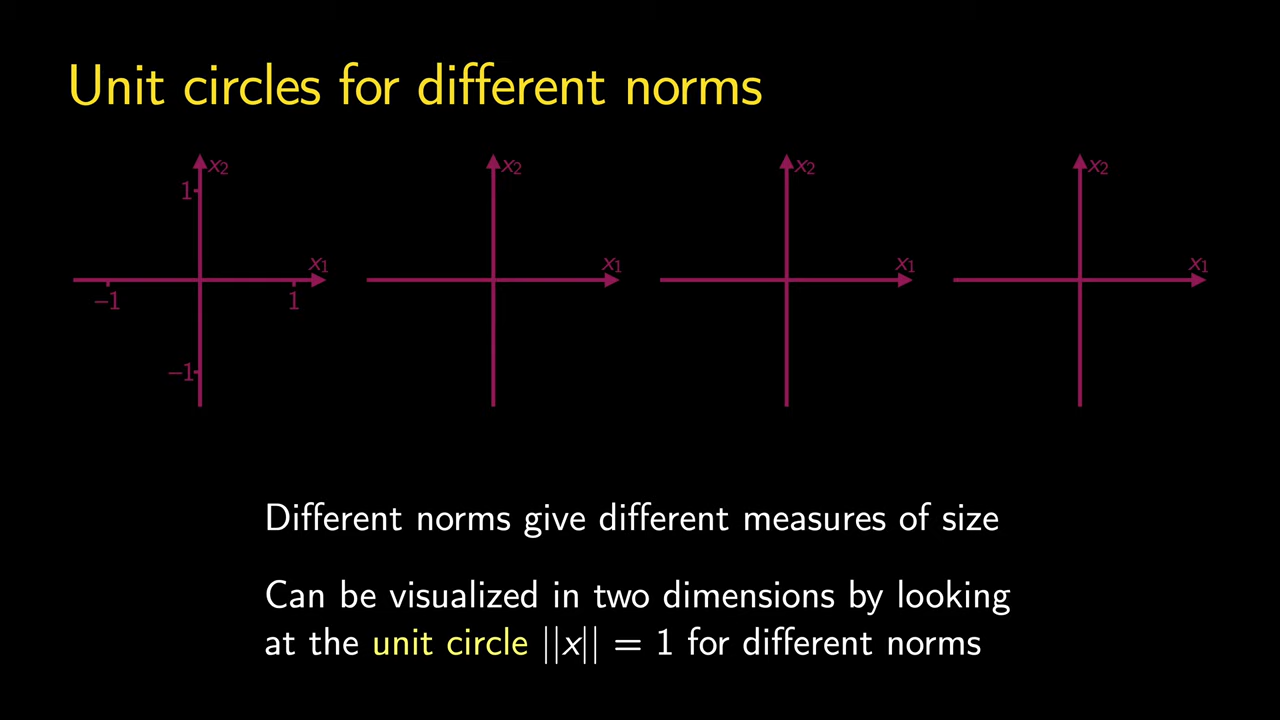 Unit circles for different norms
x₂
x₂
x₂
x₂
1
x₁
x₁
x₁
x₁
–1
1
–1
Different norms give different measures of size
Can be visualized in two dimensions by looking
at the unit circle ||x|| = 1 for different norms